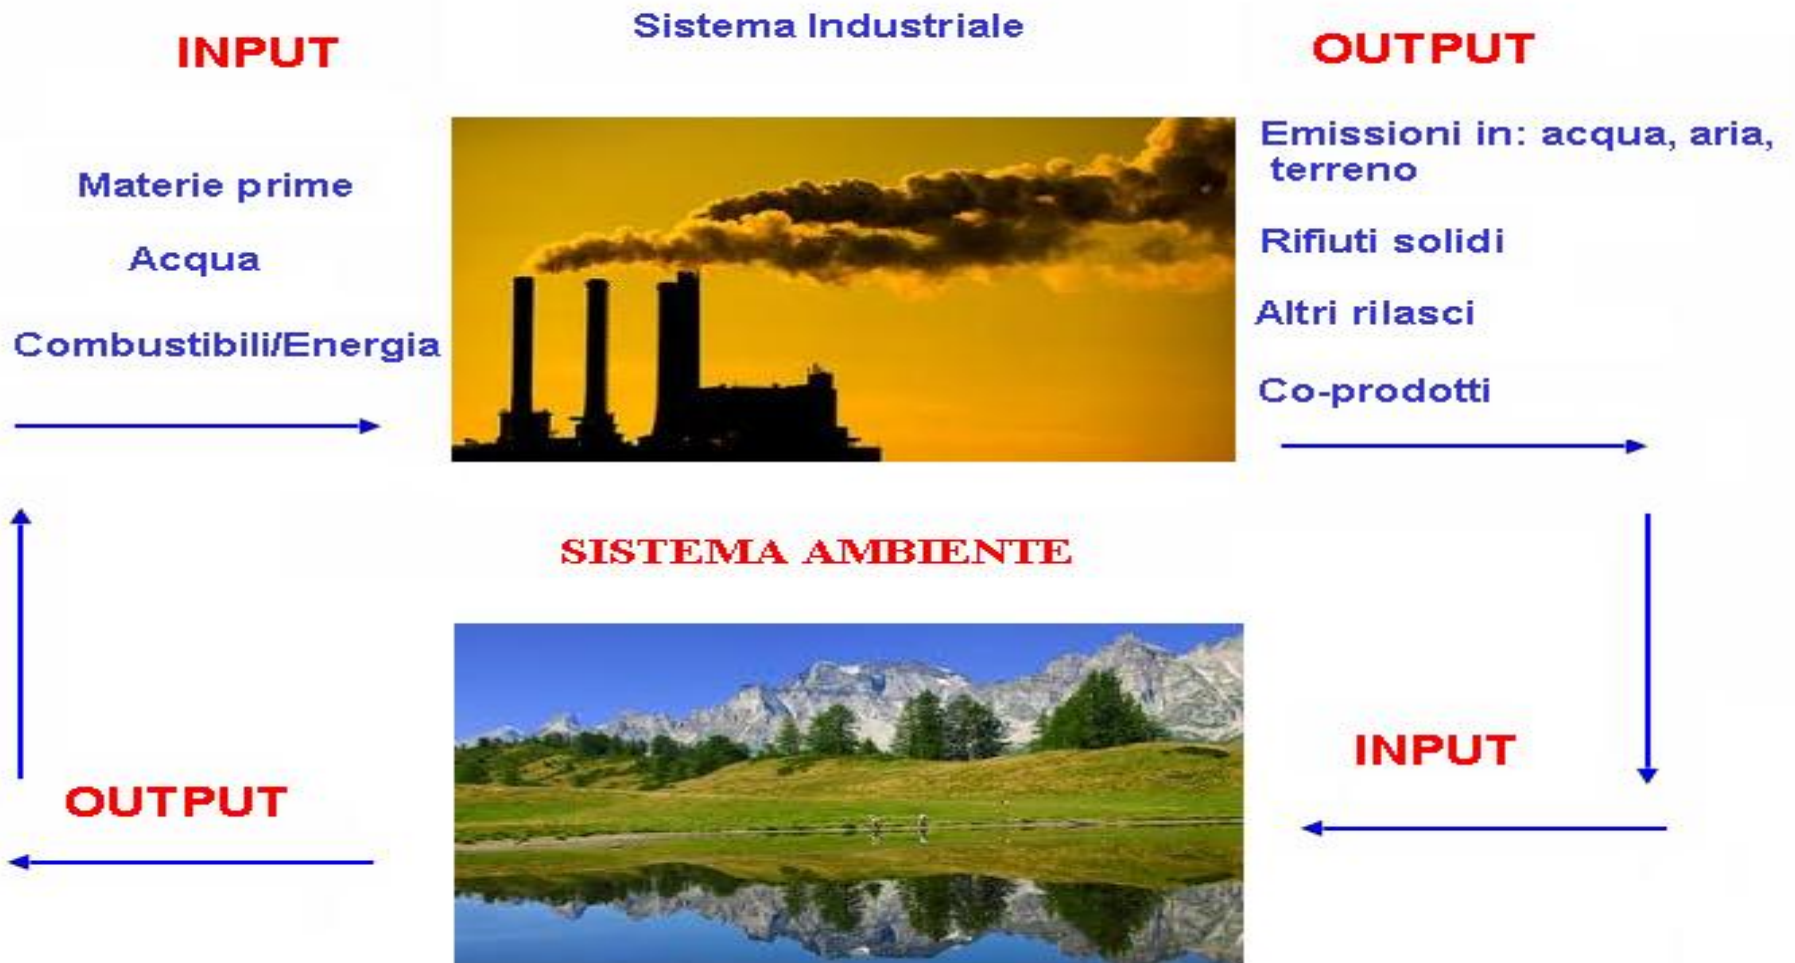 Sistema Industriale
INPUT
OUTPUT
Materie prime
Acqua
Combustibili/Energia
Emissioni in: acqua, aria,
terreno
Rifiuti solidi
Altri rilasci
Co-prodotti
SISTEMA AMBIENTE
INPUT
OUTPUT